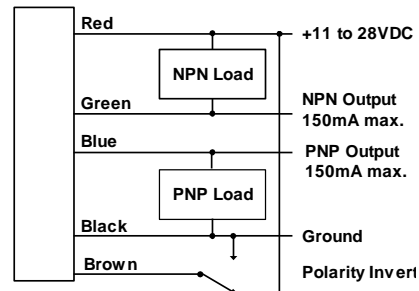 Red
+11 to 28VDC
NPN Load
Green
NPN Output
150mA max.
Blue
PNP Output
150mA max.
PNP Load
Black
Ground
Brown
Polarity Invert